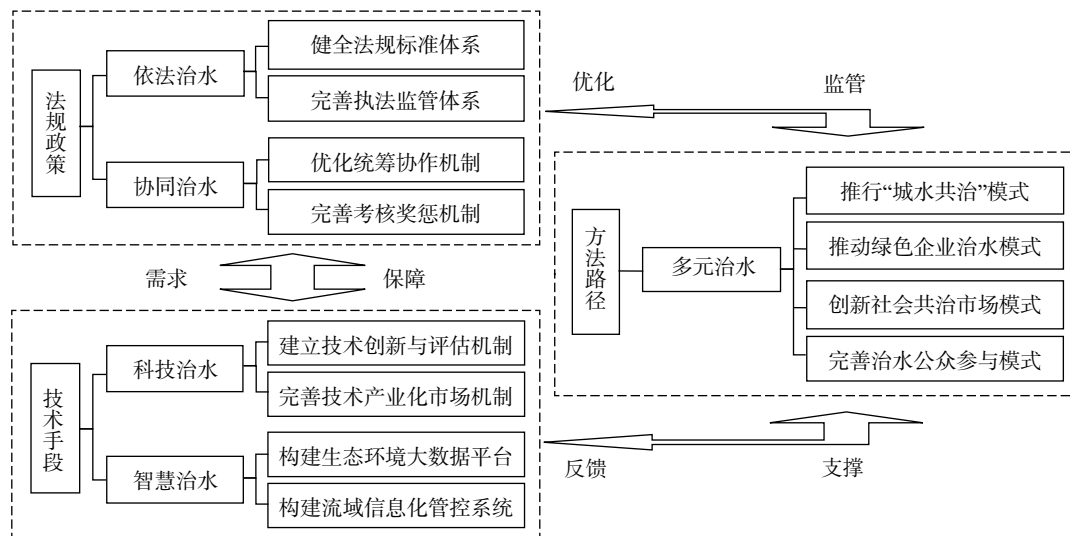 法规政策
依法治水
健全法规标准体系
完善执法监管体系
协同治水
优化统筹协作机制
完善考核奖惩机制
需求
保障
技术手段
科技治水
建立技术创新与评估机制
完善技术产业化市场机制
智慧治水
构建生态环境大数据平台
构建流域信息化管控系统
优化
监管
方法路径
多元治水
推行“城水共治”模式
推动绿色企业治水模式
创新社会共治市场模式
完善治水公众参与模式
反馈
支撑